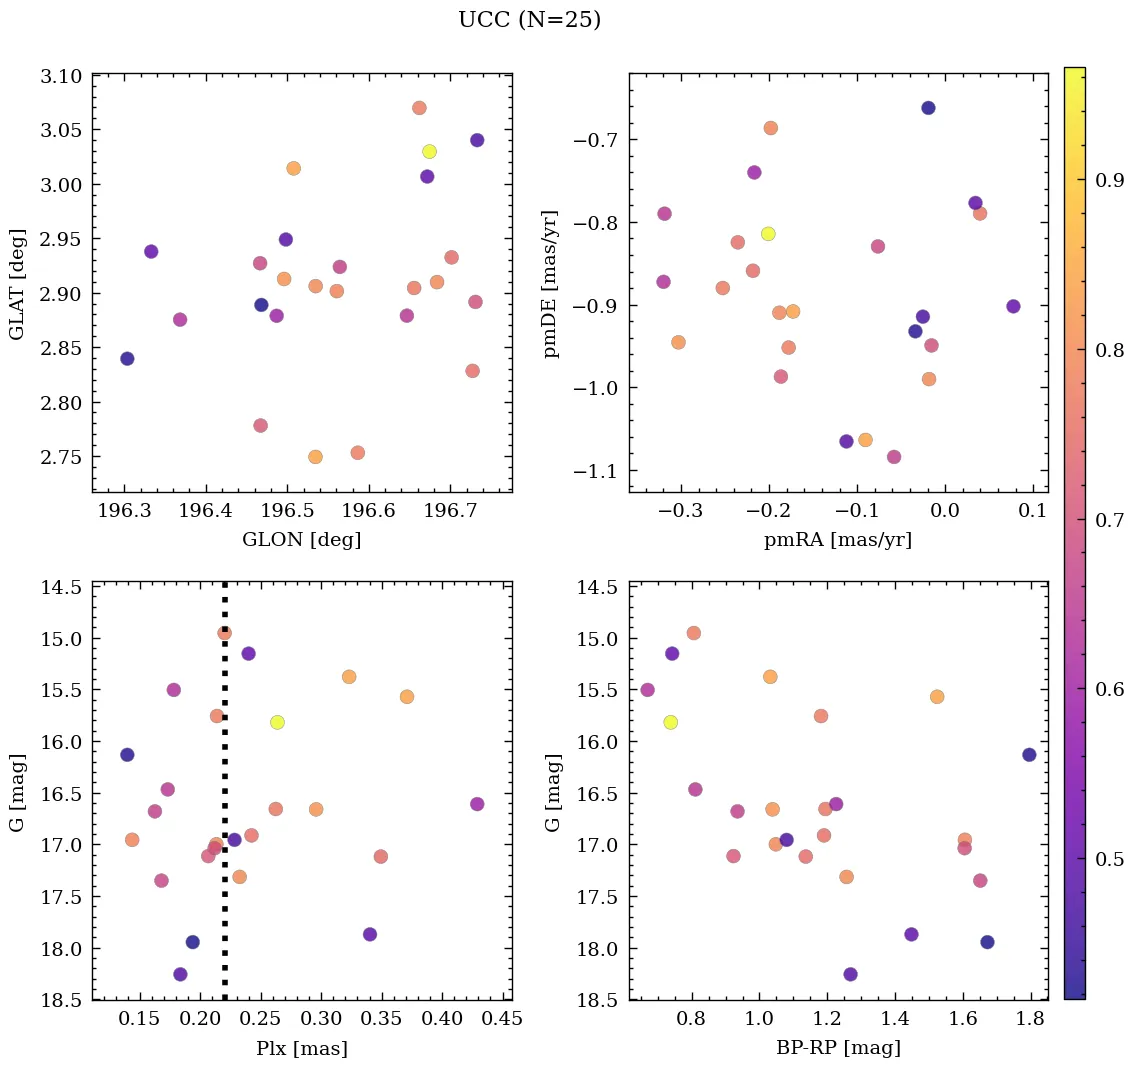 UCC (N=25)
3.10
3.05
3.00
2.95
2.90
2.85
2.80
2.75
GLAT [deg]
196.3 196.4 196.5 196.6 196.7
GLON [deg]
−0.7
−0.8
−0.9
−1.0
−1.1
pmDE [mas/yr]
−0.3 −0.2 −0.1 0.0 0.1
pmRA [mas/yr]
0.9
0.8
0.7
0.6
0.5
14.5
15.0
15.5
16.0
16.5
17.0
17.5
18.0
18.5
G [mag]
0.15 0.20 0.25 0.30 0.35 0.40 0.45
Plx [mas]
14.5
15.0
15.5
16.0
16.5
17.0
17.5
18.0
18.5
G [mag]
0.8 1.0 1.2 1.4 1.6 1.8
BP-RP [mag]